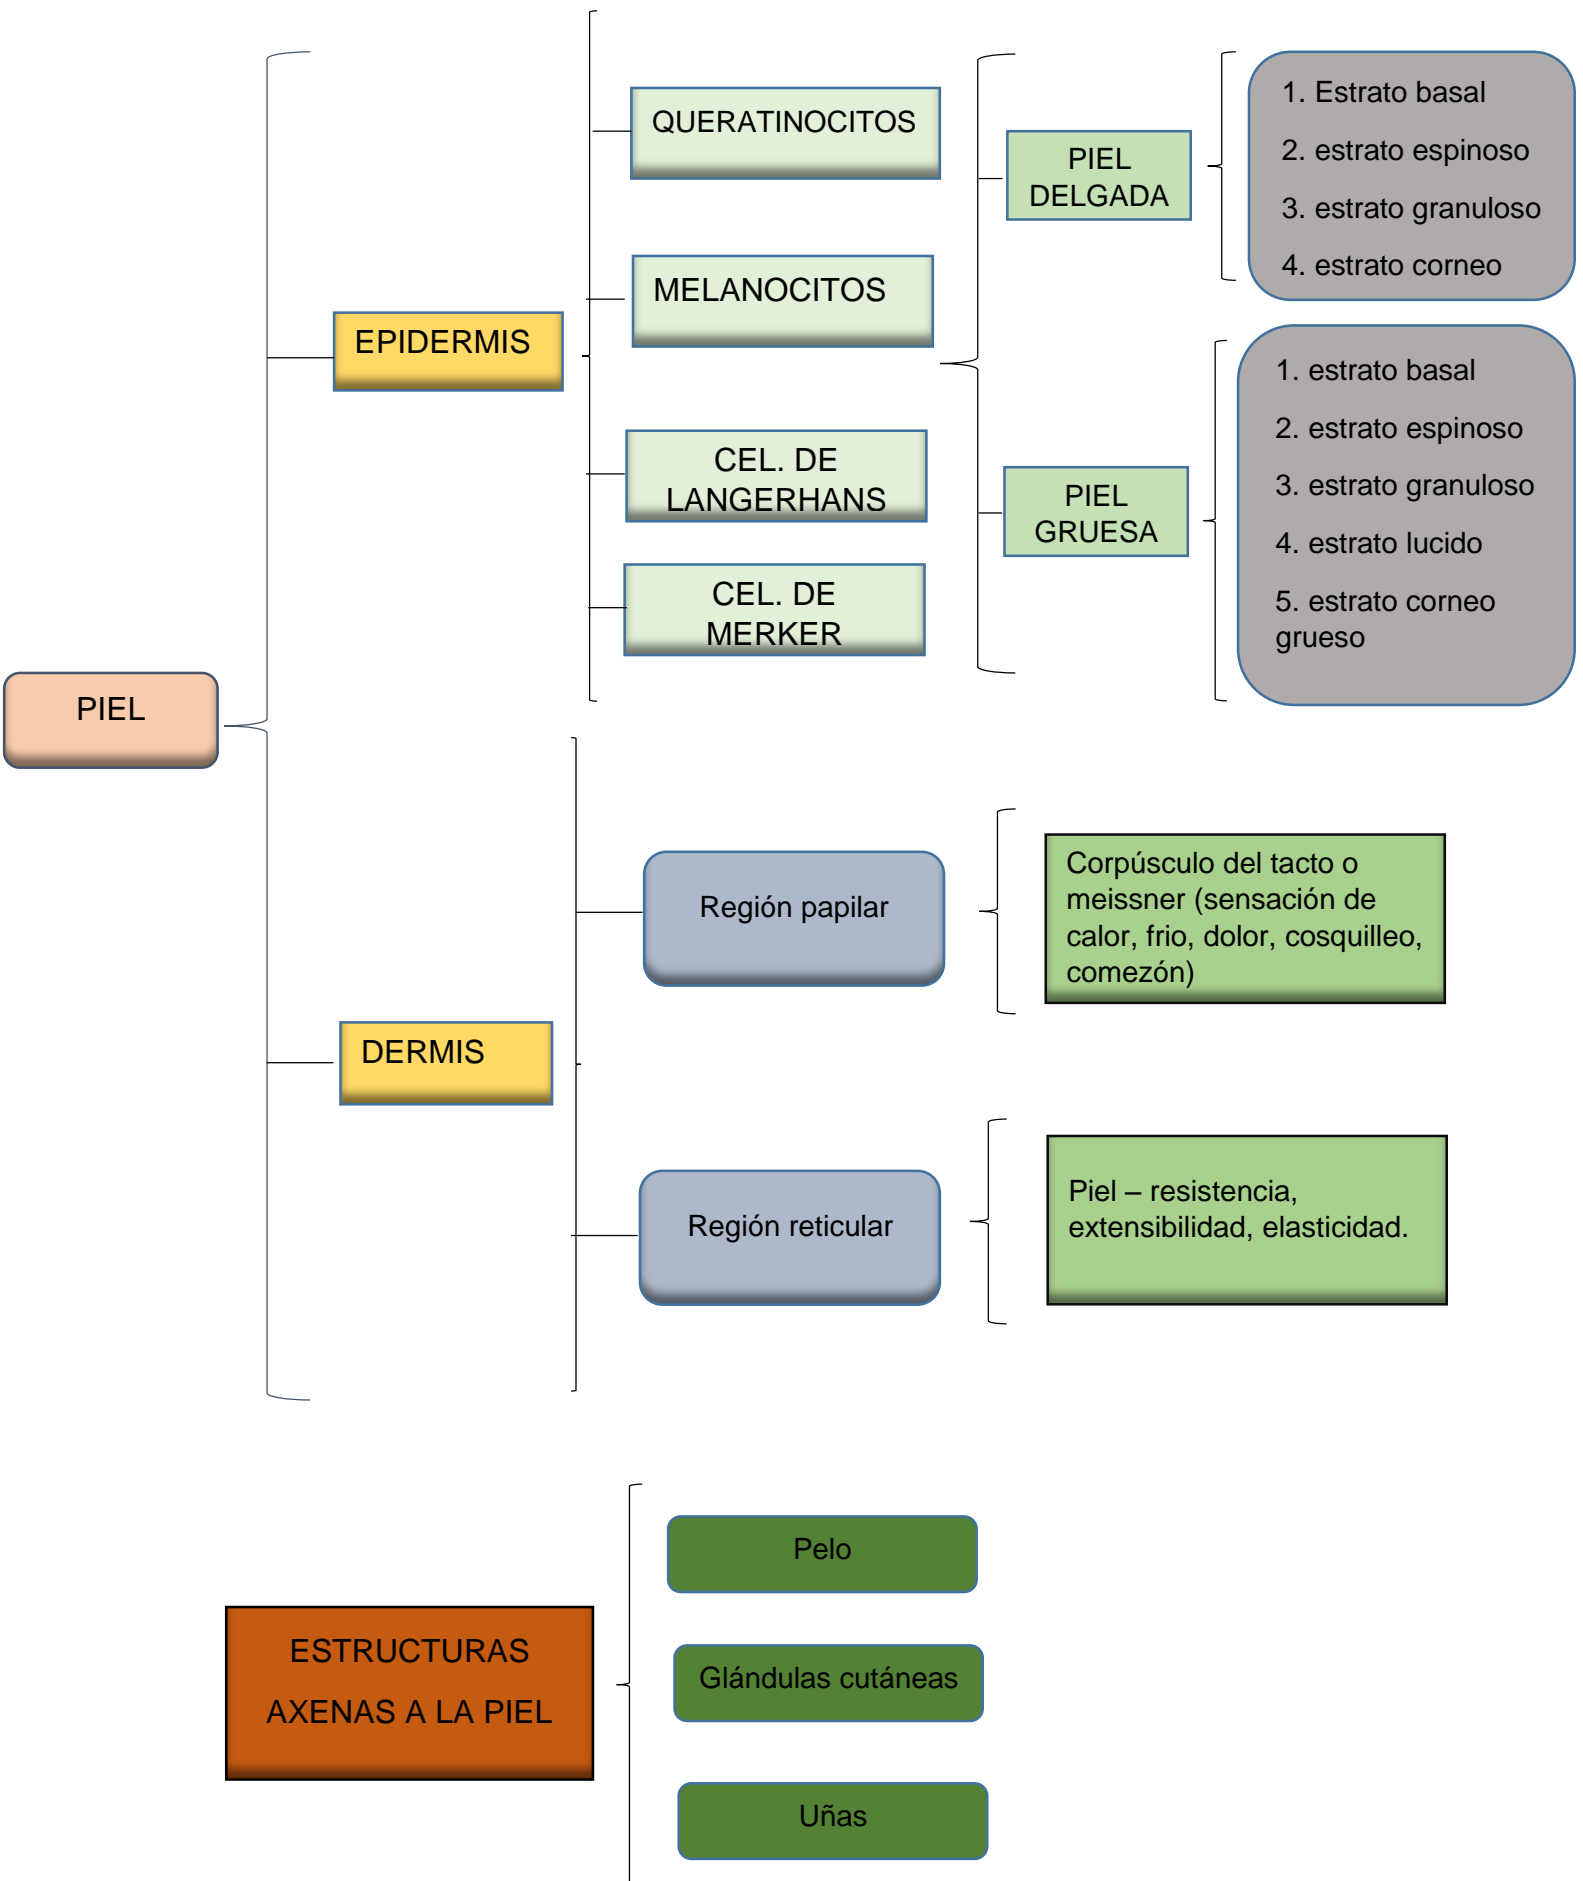 PIEL
EPIDERMIS
QUERATINOCITOS
MELANOCITOS
CEL. DE
LANGERHANS
CEL. DE
MERKER
PIEL
DELGADA
1. Estrato basal
2. estrato espinoso
3. estrato granuloso
4. estrato corneo
PIEL
GRUESA
1. estrato basal
2. estrato espinoso
3. estrato granuloso
4. estrato lucido
5. estrato corneo
grueso
DERMIS
Región papilar
Corpúsculo del tacto o
meissner (sensación de
calor, frio, dolor, cosquilleo,
comezón)
Región reticular
Piel – resistencia,
extensibilidad, elasticidad.
ESTRUCTURAS
AXENAS A LA PIEL
Pelo
Glándulas cutáneas
Uñas